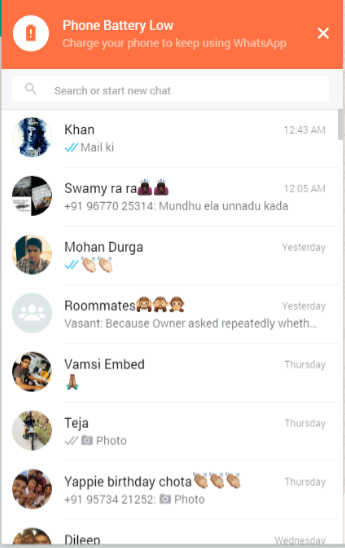 Phone Battery Low
Charge your phone to keep using WhatsApp
Search or start new chat
Khan 12:43 AM
Mail ki
Swamy ra ra🙇🏿🙇🏿 12:05 AM
+91 96770 25314: Mundhu ela unnadu kada
Mohan Durga Yesterday
👏🏼👏🏼
Roommates🙈🙈🙊 Yesterday
Vasant: Because Owner asked repeatedly wheth...
Vamsi Embed Thursday
🙏🏽
Teja Thursday
Photo
Yappie birthday chota👏🏼👏🏼👏🏼 Thursday
+91 95734 21252: Photo
Dileep Wednesday